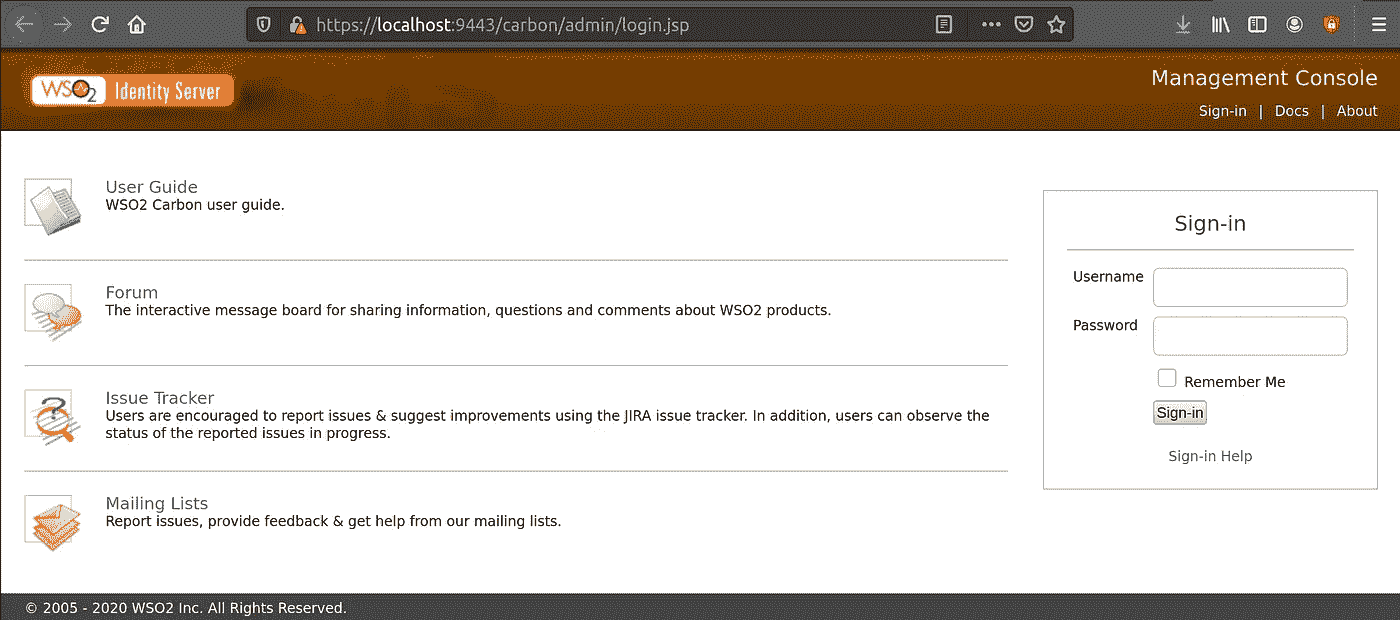 https://localhost:9443/carbon/admin/login.jsp
WSO2 Identity Server
Management Console
Sign-in | Docs | About
User Guide
WSO2 Carbon user guide.
Forum
The interactive message board for sharing information, questions and comments about WSO2 products.
Issue Tracker
Users are encouraged to report issues & suggest improvements using the JIRA issue tracker. In addition, users can observe the
status of the reported issues in progress.
Mailing Lists
Report issues, provide feedback & get help from our mailing lists.
Sign-in
Username
Password
Remember Me
Sign-in
Sign-in Help
© 2005 - 2020 WSO2 Inc. All Rights Reserved.